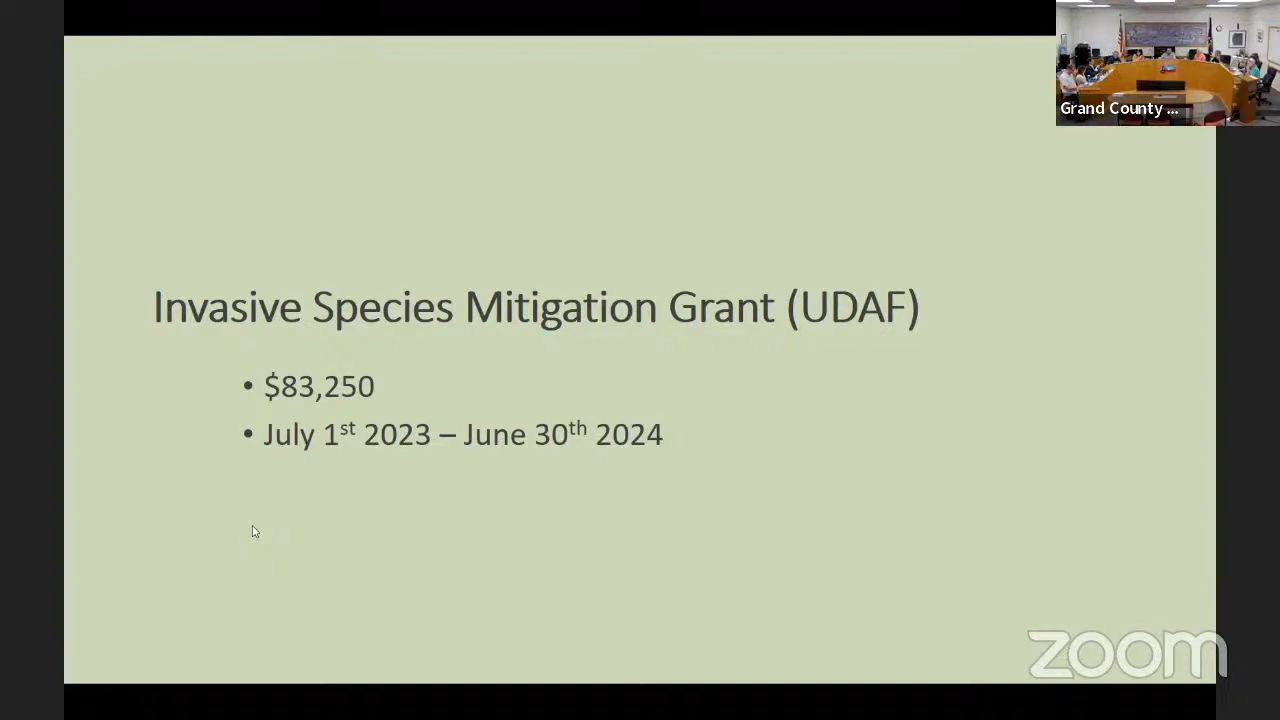 Grand County ...
Invasive Species Mitigation Grant (UDAF)
• $83,250
• July 1st 2023 – June 30th 2024
zoom